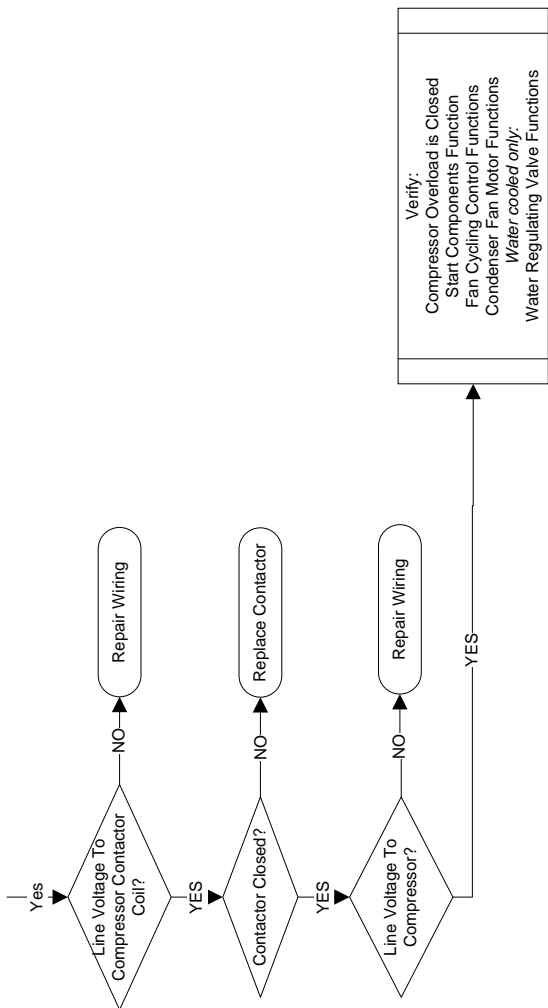 Yes
Line Voltage To
Compressor Contactor
Coil?
NO
Repair Wiring
YES
Contactor Closed?
NO
Replace Contactor
YES
Line Voltage To
Compressor?
NO
Repair Wiring
YES
Verify:
Compressor Overload is Closed
Start Components Function
Fan Cycling Control Functions
Condenser Fan Motor Functions
Water cooled only:
Water Regulating Valve Functions